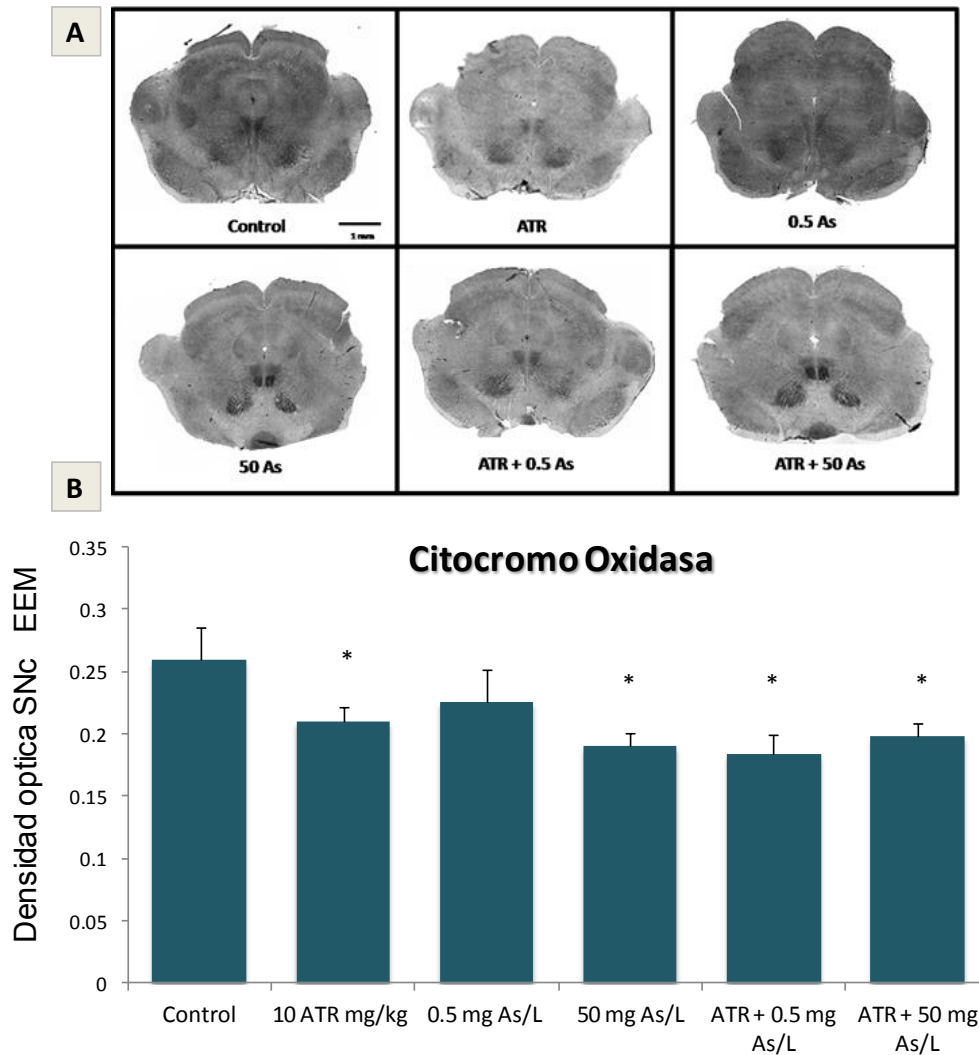 A
Control
1 mm
ATR
0.5 As
50 As
ATR + 0.5 As
ATR + 50 As
B
Citocromo Oxidasa
Densidad optica SNc EEM
0.35
0.3
0.25
0.2
0.15
0.1
0.05
0
*
*
*
*
Control
10 ATR mg/kg
0.5 mg As/L
50 mg As/L
ATR + 0.5 mg
As/L
ATR + 50 mg
As/L